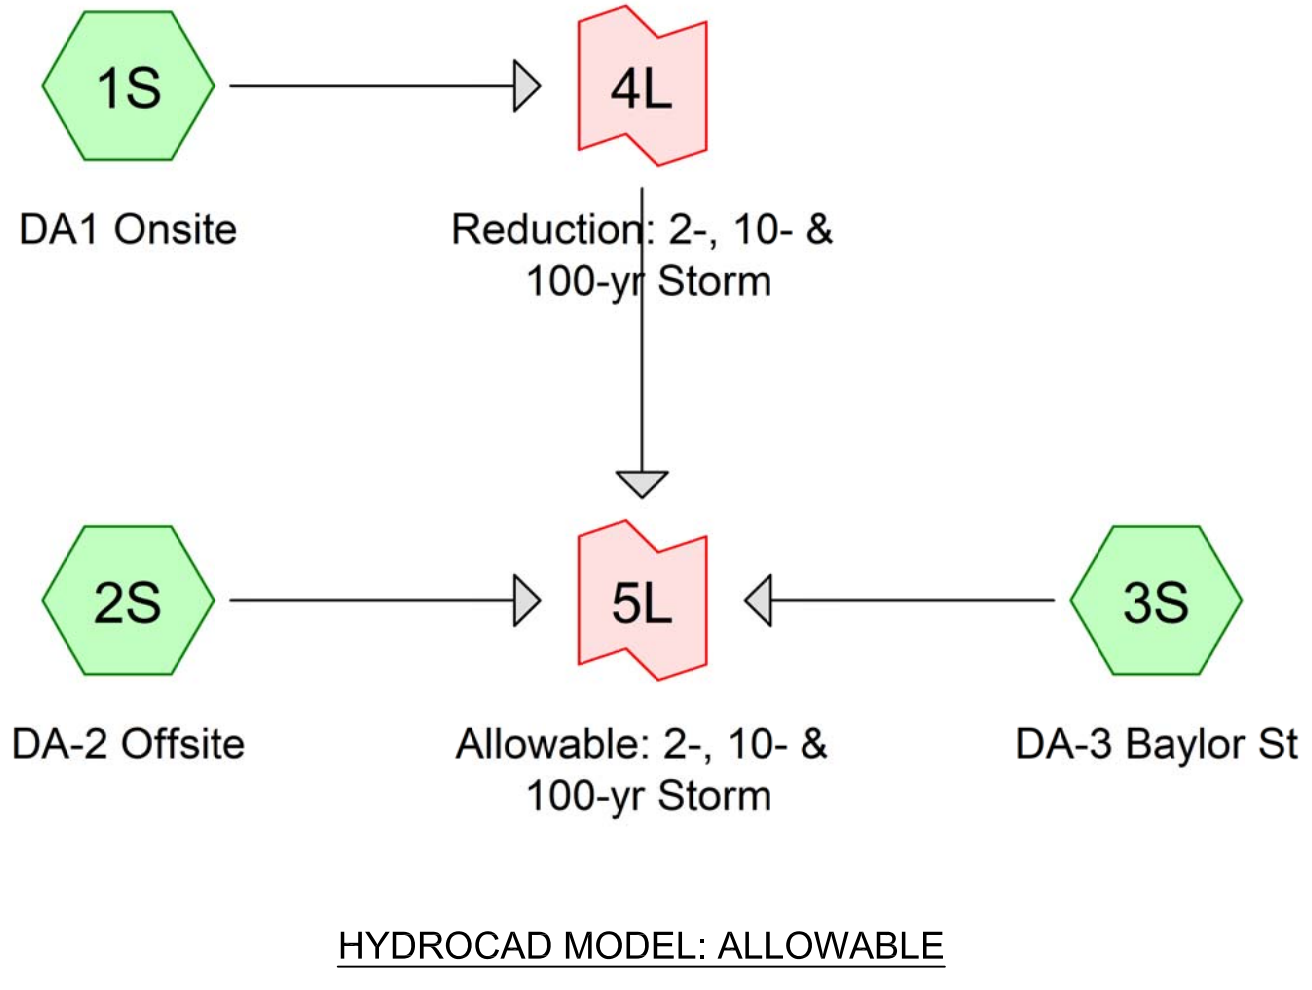 1S
4L
DA1 Onsite
Reduction: 2-, 10- &
100-yr Storm
2S
5L
3S
DA-2 Offsite
Allowable: 2-, 10- &
100-yr Storm
DA-3 Baylor St
HYDROCAD MODEL: ALLOWABLE